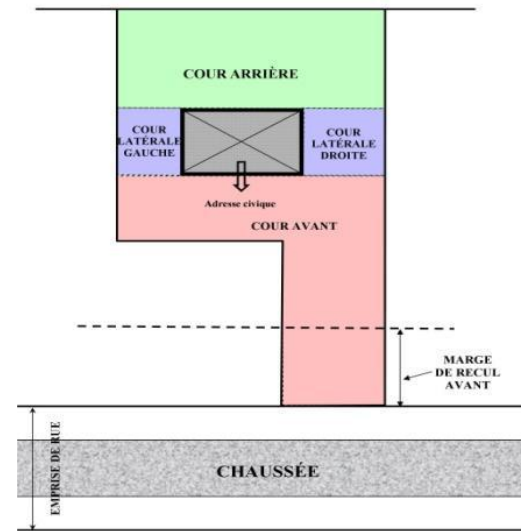 COUR ARRIÈRE
COUR
LATÉRALE
GAUCHE
COUR
LATÉRALE
DROITE
Adresse civique
COUR AVANT
MARGE
DE RECUL
AVANT
EMPRISE DE RUE
CHAUSSÉE